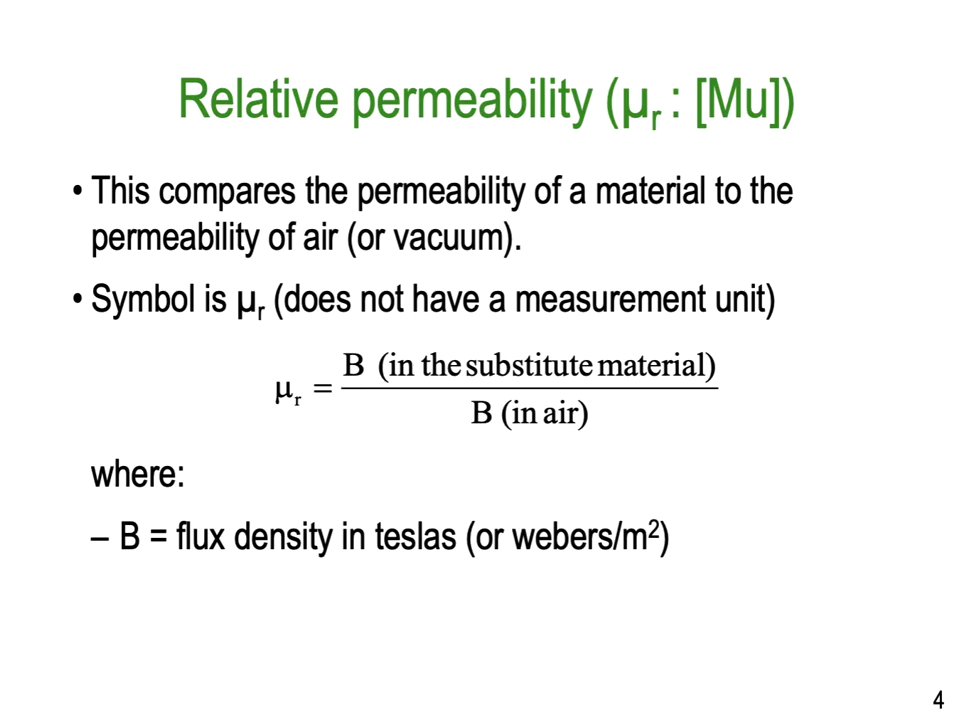 Relative permeability (μr : [Mu])
• This compares the permeability of a material to the
permeability of air (or vacuum).
• Symbol is μr (does not have a measurement unit)
μr = B (in the substitute material) / B (in air)
where:
– B = flux density in teslas (or webers/m²)
4